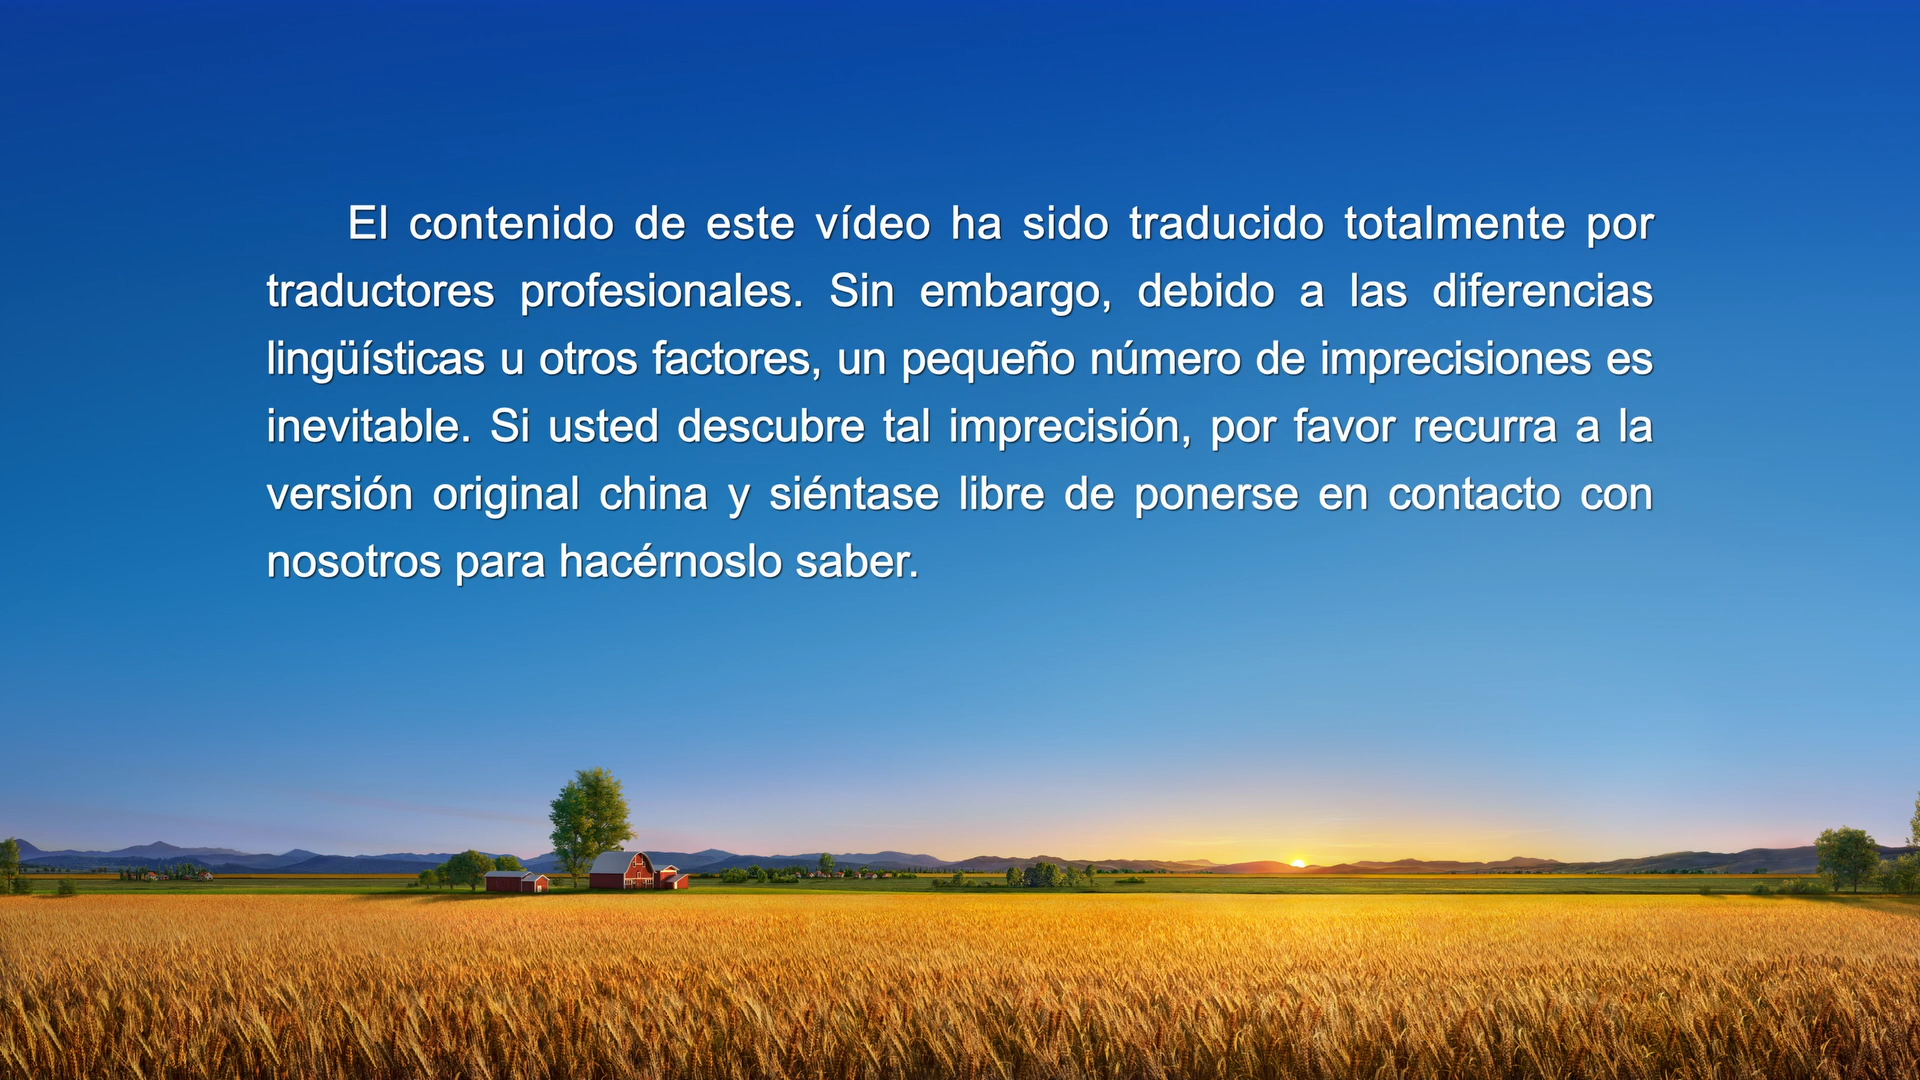 El contenido de este vídeo ha sido traducido totalmente por
traductores profesionales. Sin embargo, debido a las diferencias
lingüísticas u otros factores, un pequeño número de imprecisiones es
inevitable. Si usted descubre tal imprecisión, por favor recurra a la
versión original china y siéntase libre de ponerse en contacto con
nosotros para hacérnoslo saber.